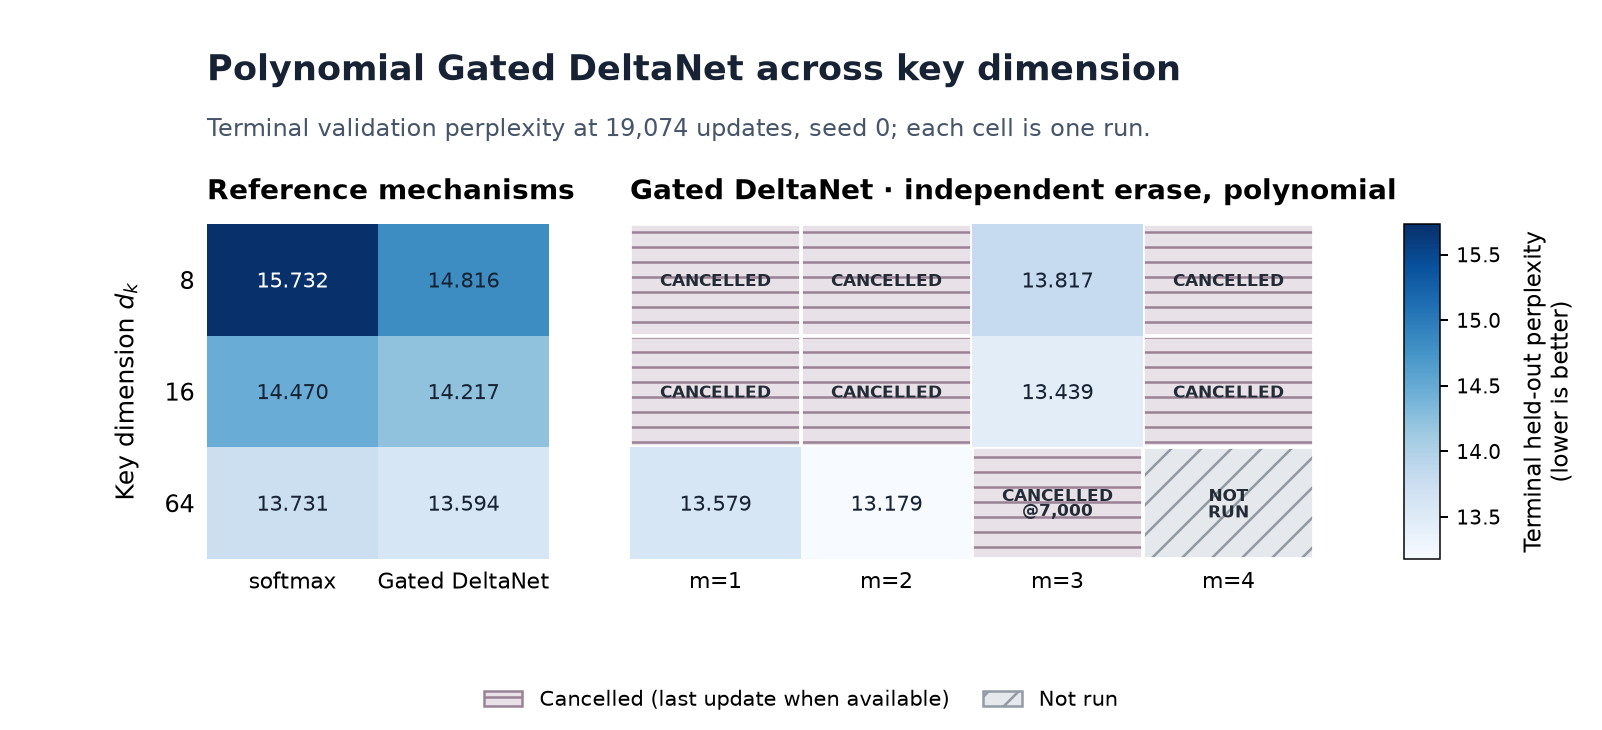 Polynomial Gated DeltaNet across key dimension
Terminal validation perplexity at 19,074 updates, seed 0; each cell is one run.
Reference mechanisms
Gated DeltaNet · independent erase, polynomial
Key dimension dₖ
8
15.732
14.816
CANCELLED
CANCELLED
13.817
CANCELLED
16
14.470
14.217
CANCELLED
CANCELLED
13.439
CANCELLED
64
13.731
13.594
13.579
13.179
CANCELLED
@7,000
NOT
RUN
softmax
Gated DeltaNet
m=1
m=2
m=3
m=4
15.5
15.0
14.5
14.0
13.5
Terminal held-out perplexity
(lower is better)
Cancelled (last update when available)
Not run